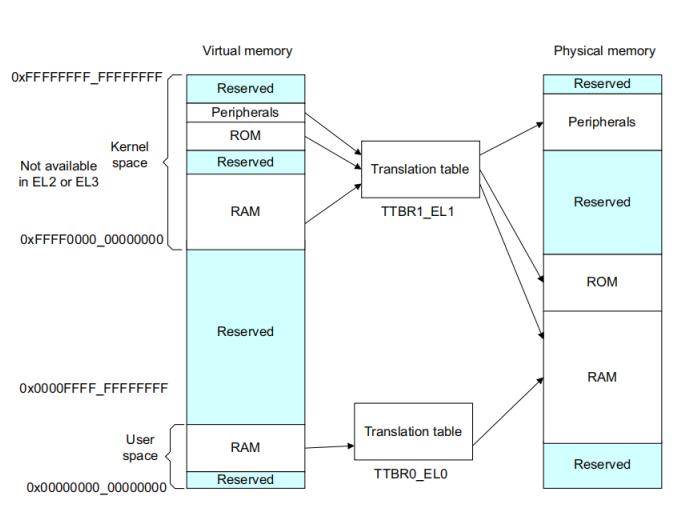 Virtual memory
Physical memory
0xFFFFFFFF_FFFFFFFF
Reserved
Peripherals
ROM
Reserved
RAM
Kernel
space
Not available
in EL2 or EL3
0xFFFF0000_00000000
Reserved
0x0000FFFF_FFFFFFFF
User
space
RAM
Reserved
0x00000000_00000000
Translation table
TTBR1_EL1
Translation table
TTBR0_EL0
Reserved
Peripherals
Reserved
ROM
RAM
Reserved